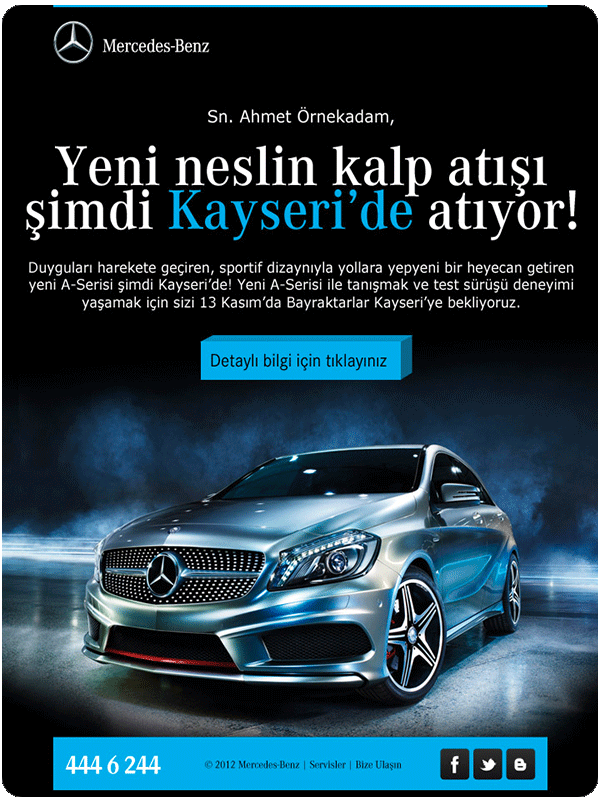 Mercedes-Benz
Sn. Ahmet Örnekadam,
Yeni neslin kalp atışı
şimdi Kayseri’de atıyor!
Duyguları harekete geçiren, sportif dizaynıyla yollara yepyeni bir heyecan getiren
yeni A-Serisi şimdi Kayseri’de! Yeni A-Serisi ile tanışmak ve test sürüşü deneyimi
yaşamak için sizi 13 Kasım’da Bayraktarlar Kayseri’ye bekliyoruz.
Detaylı bilgi için tıklayınız
444 6 244
© 2012 Mercedes-Benz | Servisler | Bize Ulaşın